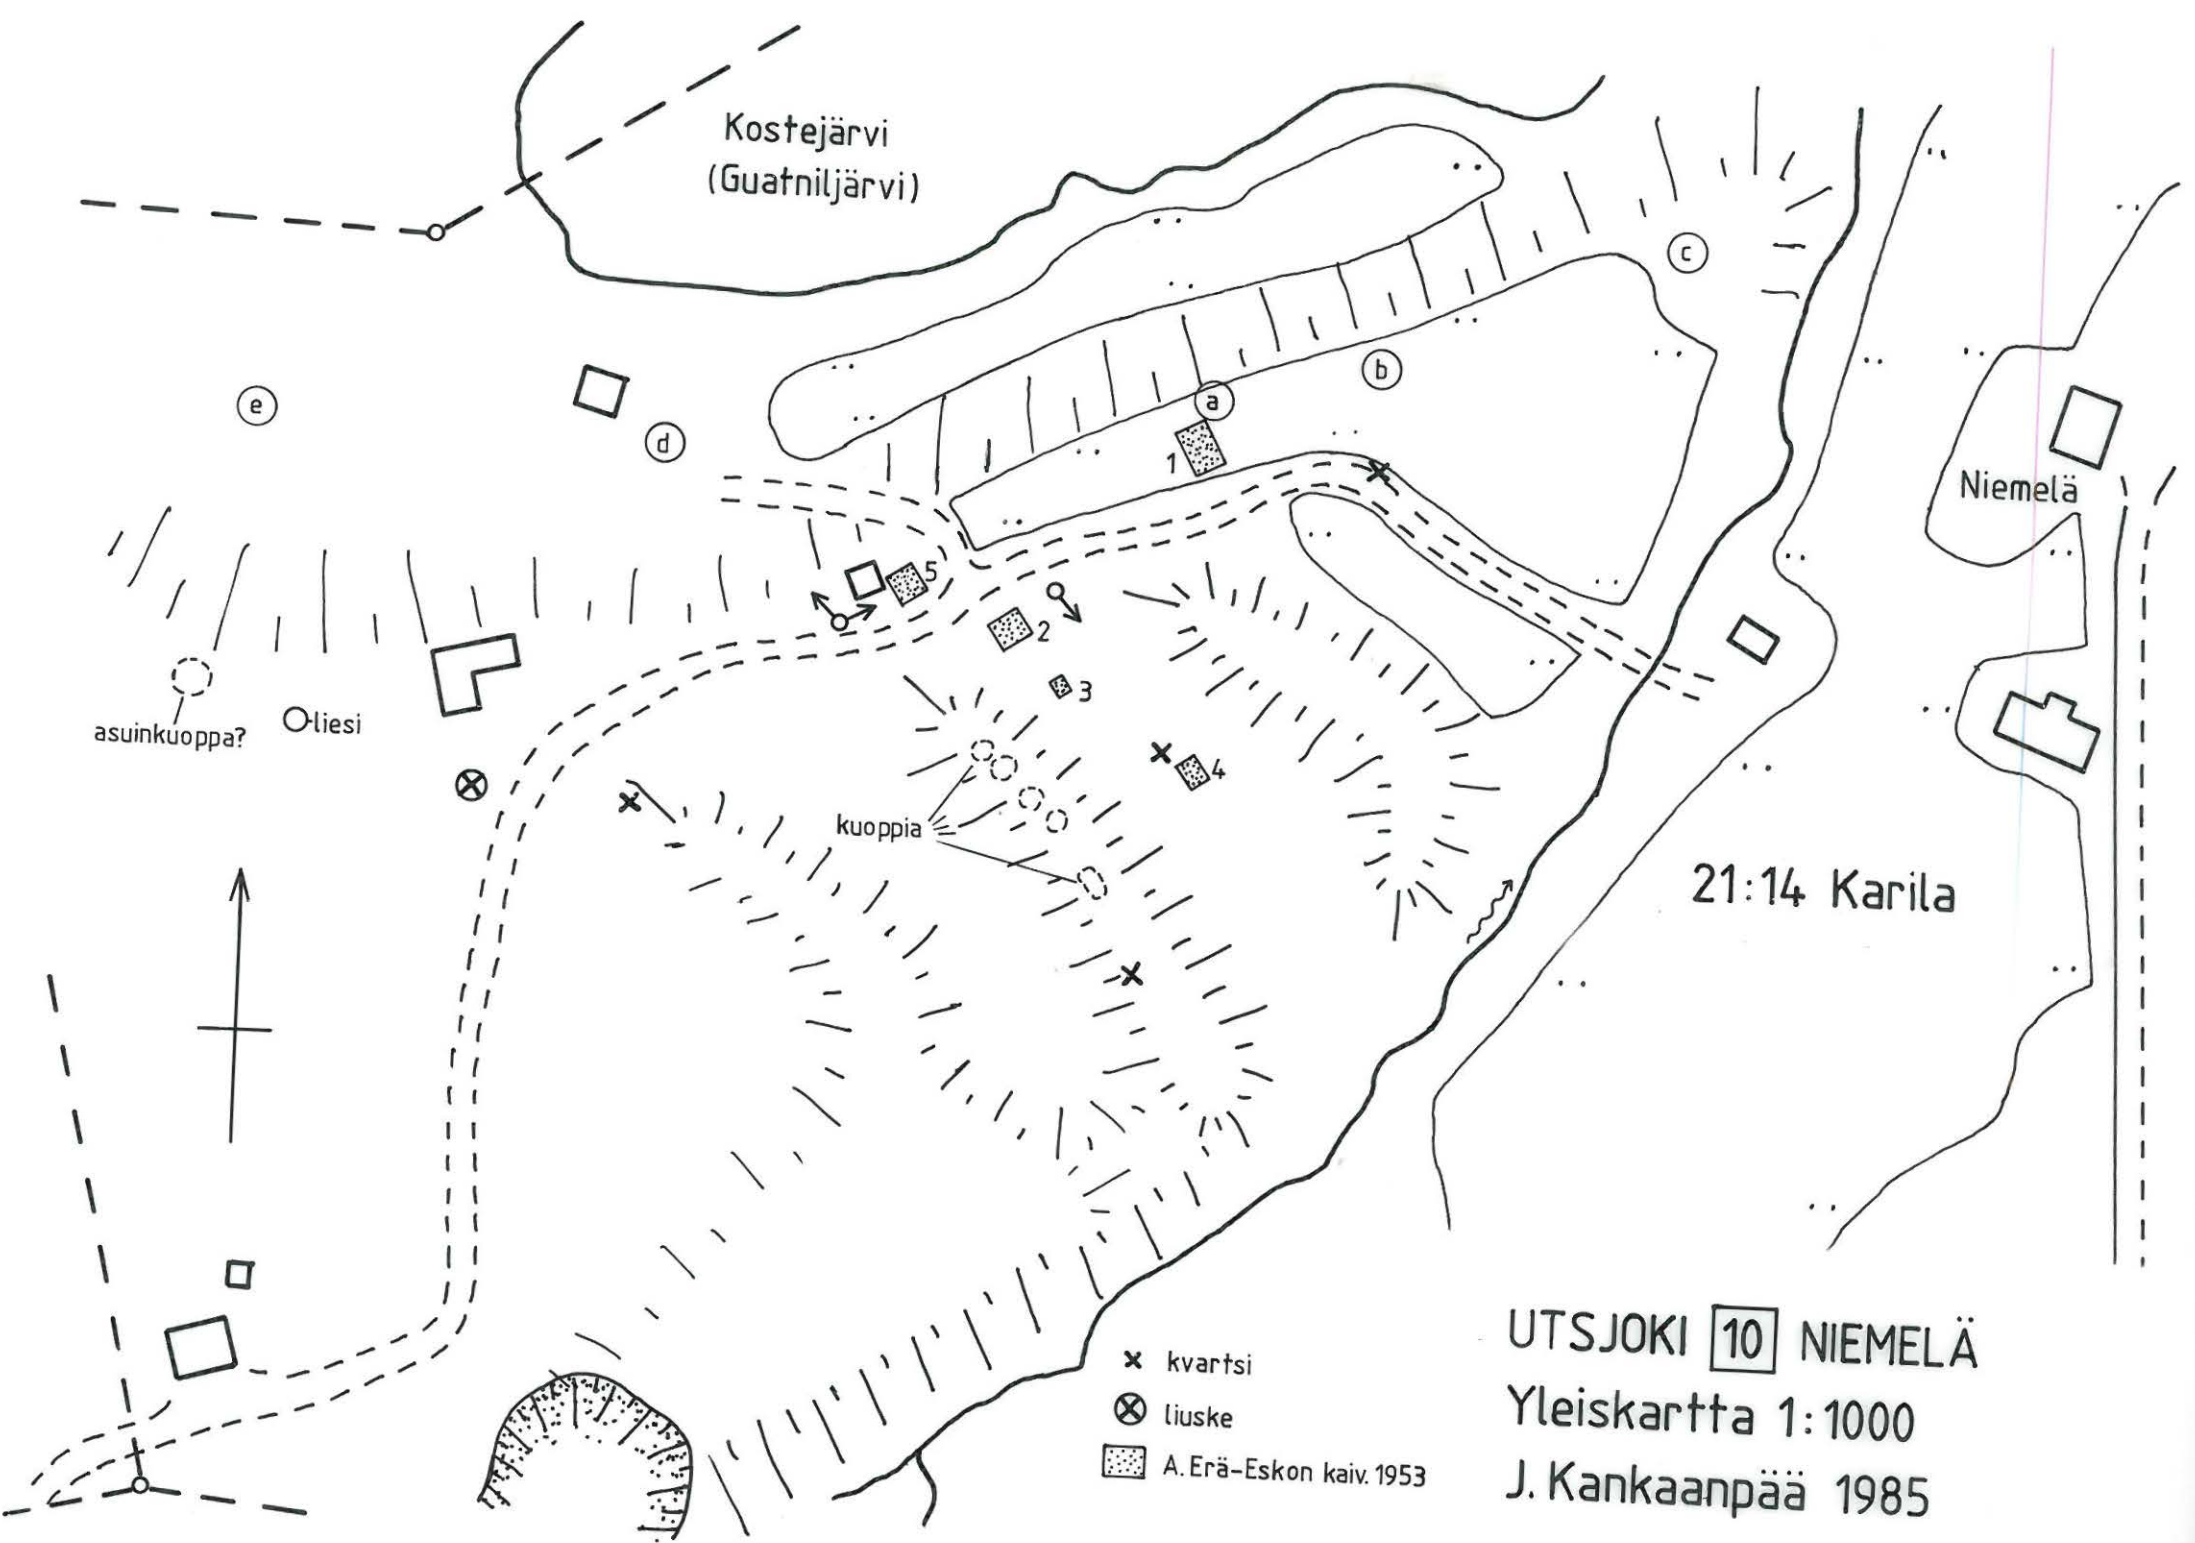 Kostejärvi
(Guatniljärvi)
c
b
a
e
d
1
Niemelä
5
2
3
asuinkuoppa?
liesi
4
kuoppia
21:14 Karila
kvartsi
liuske
A. Erä-Eskon kaiv. 1953
UTSJOKI 10 NIEMELÄ
Yleiskartta 1:1000
J. Kankaanpää 1985